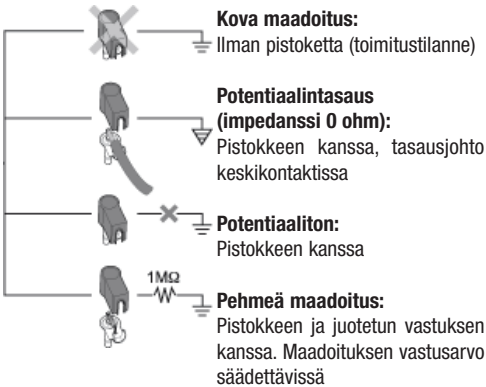 Kova maadoitus:
Ilman pistoketta (toimitustilanne)
Potentiaalintasaus
(impedanssi 0 ohm):
Pistokkeen kanssa, tasausjohto
keskikontaktissa
Potentiaaliton:
Pistokkeen kanssa
1MΩ
Pehmeä maadoitus:
Pistokkeen ja juotetun vastuksen
kanssa. Maadoituksen vastusarvo
säädettävissä